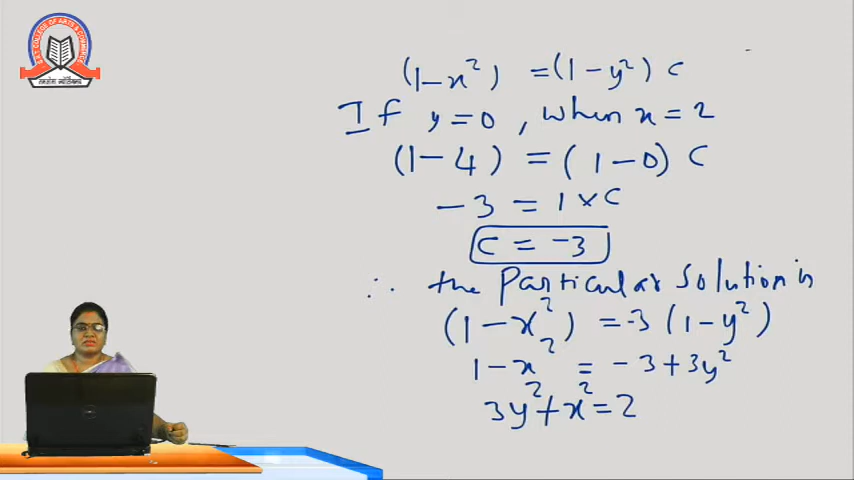 (1-x²) = (1-y²) c
If y=0, when x=2
(1-4) = (1-0) C
-3 = 1×C
C = -3
∴ the Particular Solution is
(1-x²) = -3 (1-y²)
1-x² = -3+3y²
3y²+x²=2